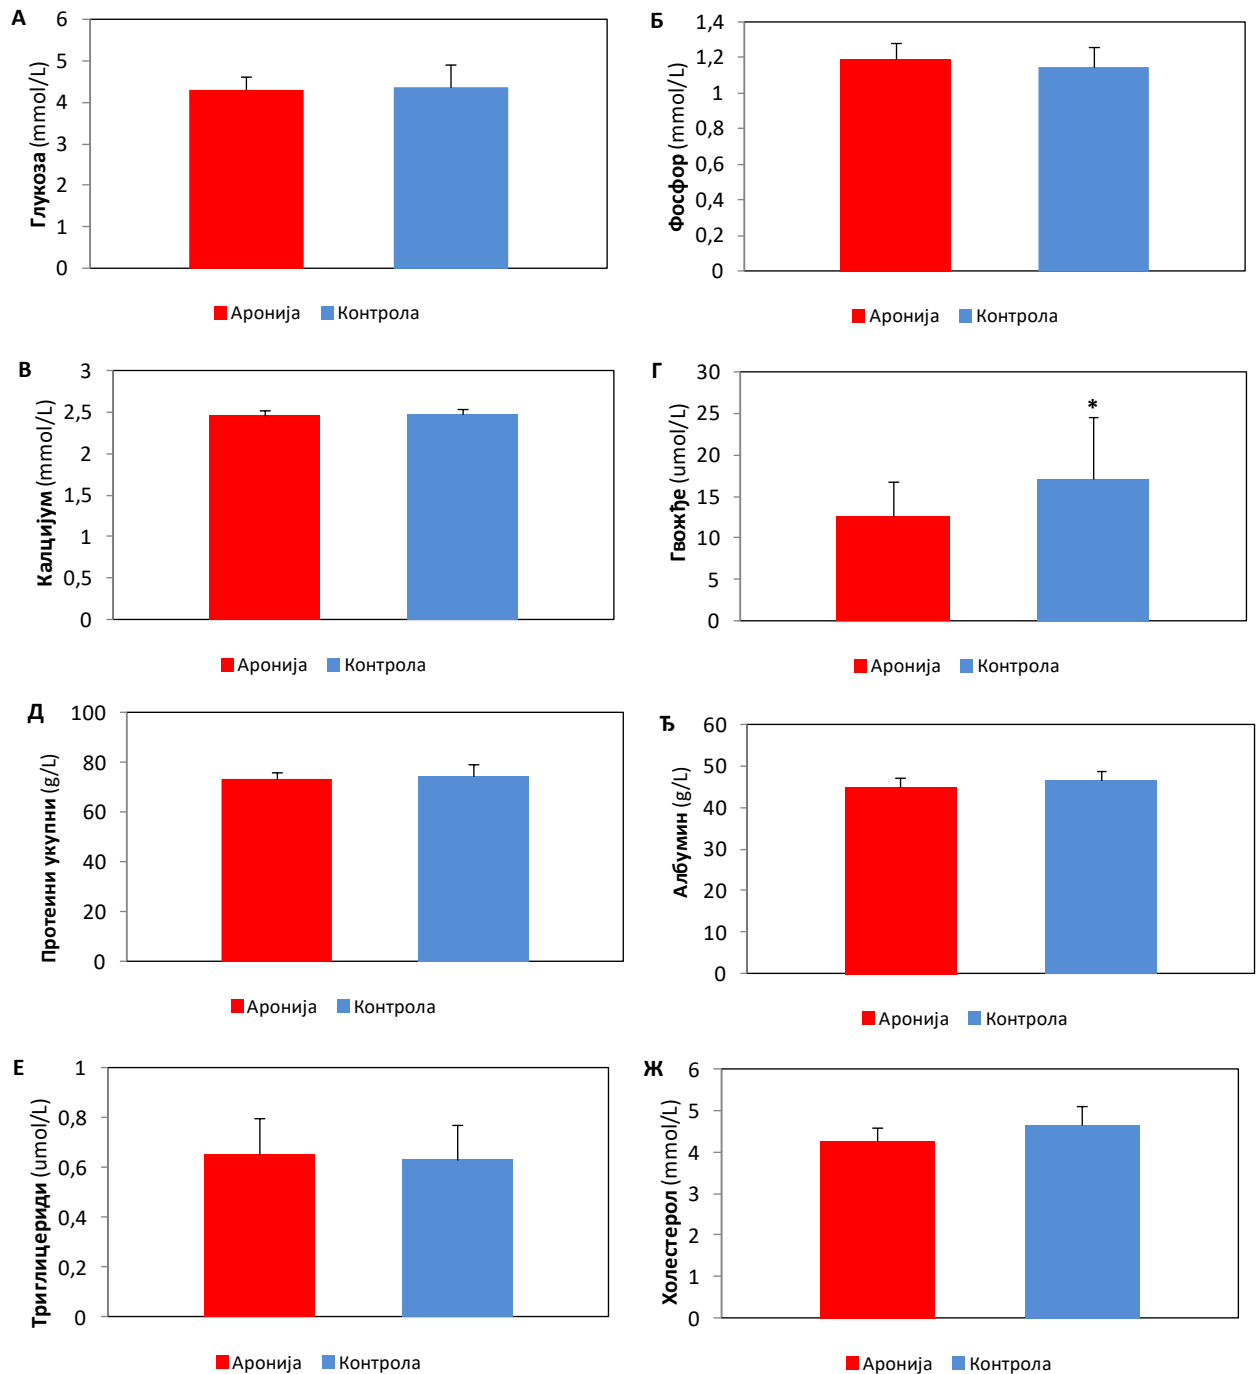 А
Глукоза (mmol/L)
6
5
4
3
2
1
0
Аронија Контрола
Б
Фосфор (mmol/L)
1,4
1,2
1
0,8
0,6
0,4
0,2
0
Аронија Контрола
В
Калцијум (mmol/L)
3
2,5
2
1,5
1
0,5
0
Аронија Контрола
Г
Гвожђе (umol/L)
30
25
20
15
10
5
0
*
Аронија Контрола
Д
Протеини укупни (g/L)
100
80
60
40
20
0
Аронија Контрола
Ђ
Албумин (g/L)
60
50
40
30
20
10
0
Аронија Контрола
Е
Триглицериди (umol/L)
1
0,8
0,6
0,4
0,2
0
Аронија Контрола
Ж
Холестерол (mmol/L)
6
5
4
3
2
1
0
Аронија Контрола